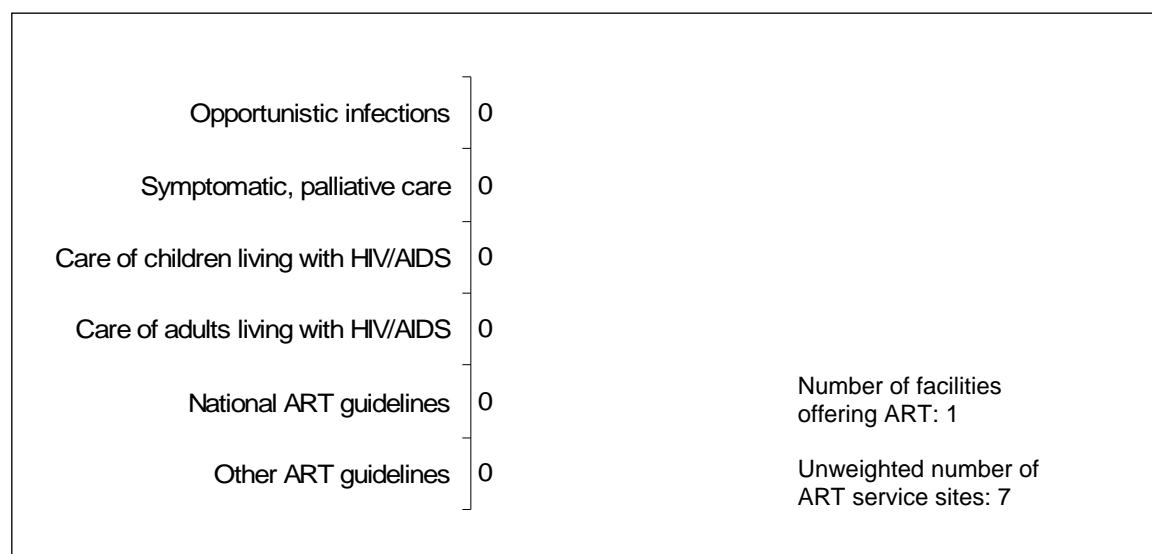 Opportunistic infections 0
Symptomatic, palliative care 0
Care of children living with HIV/AIDS 0
Care of adults living with HIV/AIDS 0
National ART guidelines 0
Other ART guidelines 0
Number of facilities
offering ART: 1
Unweighted number of
ART service sites: 7